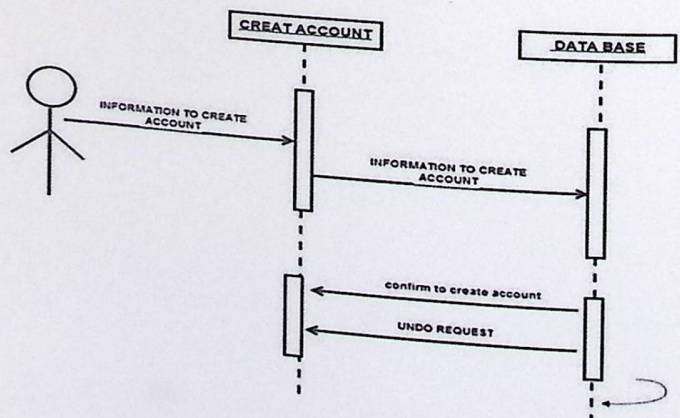 CREAT ACCOUNT
DATA BASE
INFORMATION TO CREATE
ACCOUNT
INFORMATION TO CREATE
ACCOUNT
confirm to create account
UNDO REQUEST